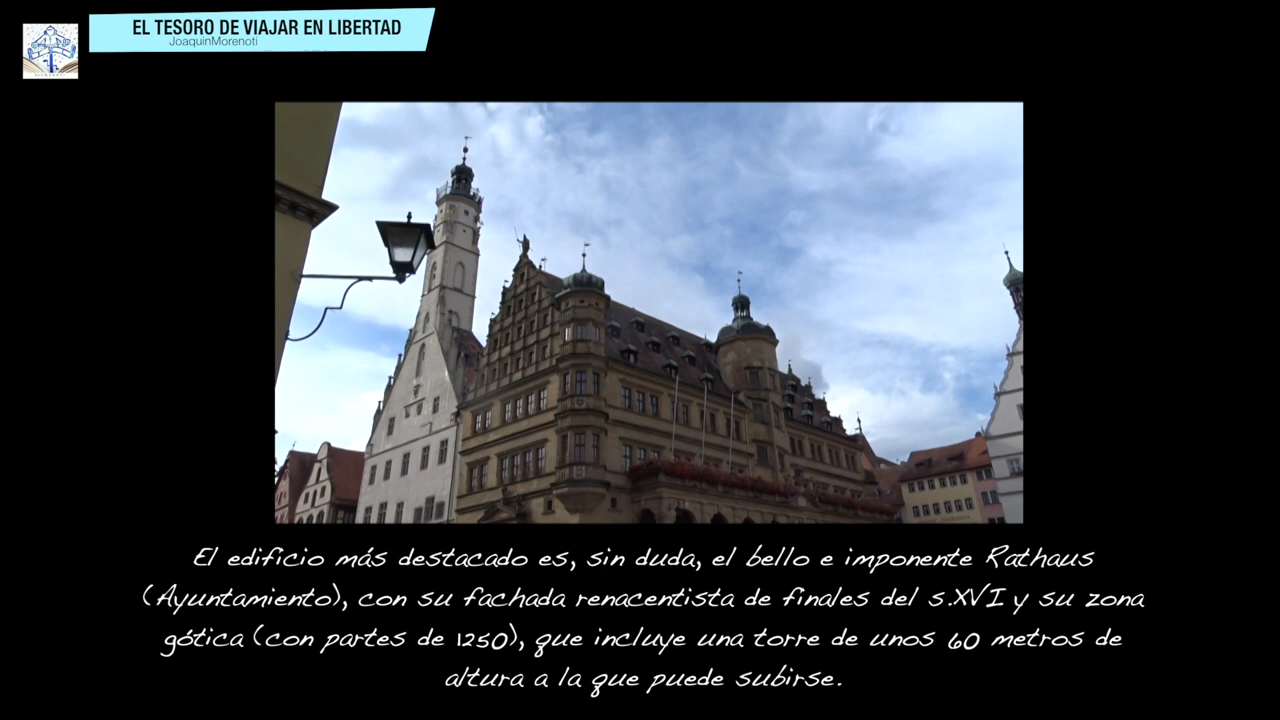 EL TESORO DE VIAJAR EN LIBERTAD
JoaquinMorenoti
El edificio más destacado es, sin duda, el bello e imponente Rathaus
(Ayuntamiento), con su fachada renacentista de finales del s.XVI y su zona
gótica (con partes de 1250), que incluye una torre de unos 60 metros de
altura a la que puede subirse.